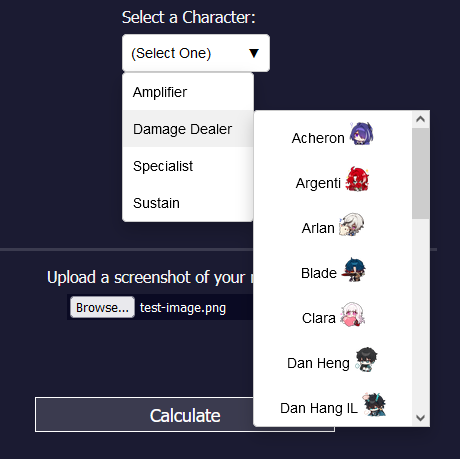 Select a Character:
(Select One)
Amplifier
Damage Dealer
Specialist
Sustain
Acheron
Argenti
Arlan
Blade
Clara
Dan Heng
Dan Hang IL
Upload a screenshot of your
Browse... test-image.png
Calculate